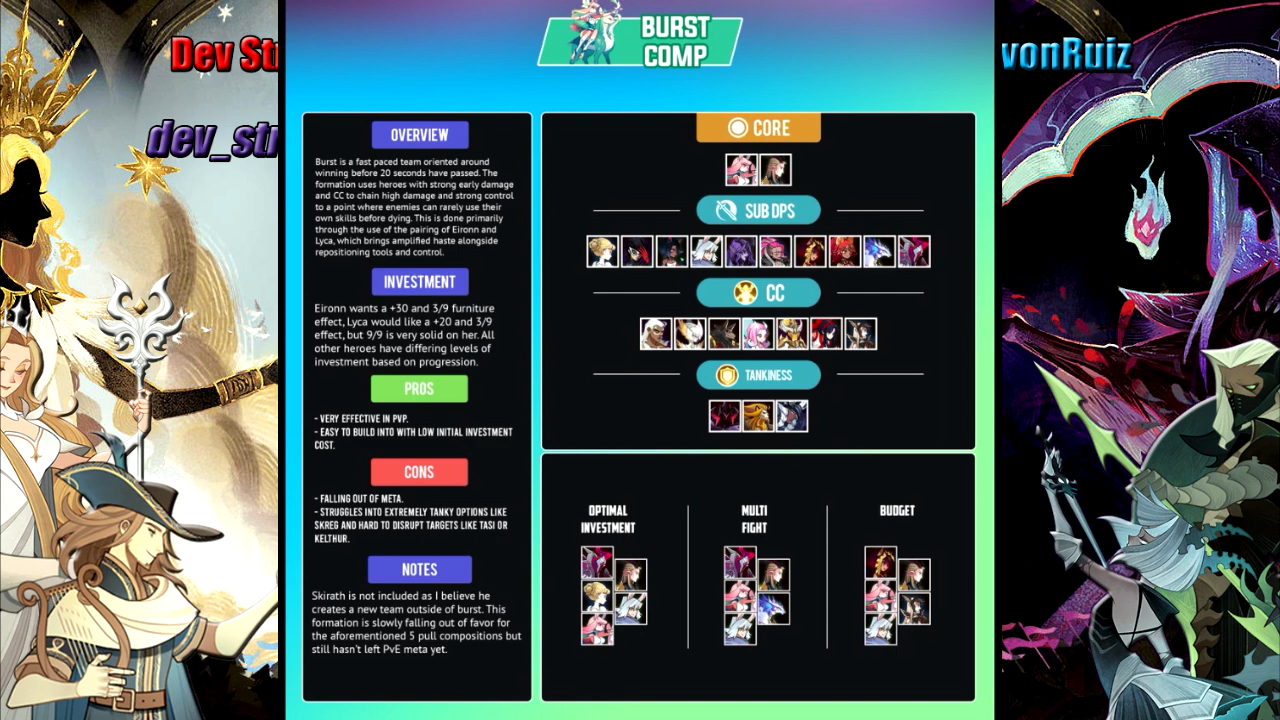 BURST
COMP
Dev St
vonRuiz
dev_str
OVERVIEW
Burst is a fast paced team oriented around
winning before 20 seconds have passed. The
formation uses heroes with strong early damage
and CC to chain high damage and strong control
to a point where enemies can rarely use their
own skills before dying. This is done primarily
through the use of the pairing of Eironn and
Lyca, which brings amplified haste alongside
repositioning tools and control.
INVESTMENT
Eironn wants a +30 and 3/9 furniture
effect, Lyca would like a +20 and 3/9
effect, but 9/9 is very solid on her. All
other heroes have differing levels of
investment based on progression.
PROS
- VERY EFFECTIVE IN PVP.
- EASY TO BUILD INTO WITH LOW INITIAL INVESTMENT
COST.
CONS
- FALLING OUT OF META.
- STRUGGLES INTO EXTREMELY TANKY OPTIONS LIKE
SKREG AND HARD TO DISRUPT TARGETS LIKE TASI OR
KELTHUR.
NOTES
Skirath is not included as I believe he
creates a new team outside of burst. This
formation is slowly falling out of favor for
the aforementioned 5 pull compositions but
still hasn't left PvE meta yet.
CORE
SUB DPS
CC
TANKINESS
OPTIMAL
INVESTMENT
MULTI
FIGHT
BUDGET